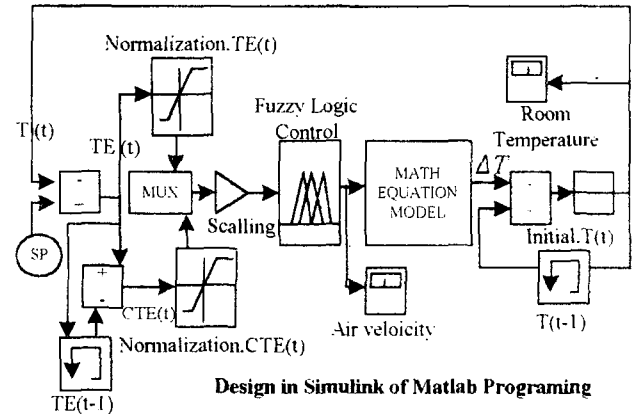 Normalization.TE(t)
T(t)
TE(t)
Fuzzy Logic
Control
Room
Temperature
MUX
Scalling
MATH
EQUATION
MODEL
ΔT
SP
+
-
CTE(t)
Initial.T(t)
Normalization.CTE(t)
Air veloicity
T(t-1)
TE(t-1)
Design in Simulink of Matlab Programing